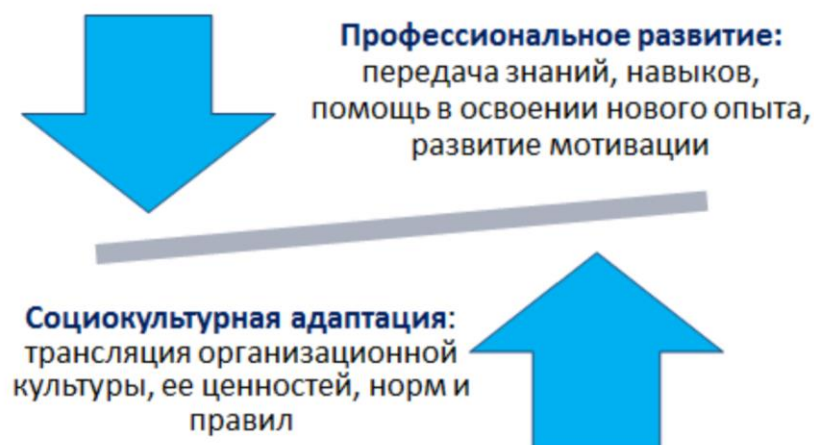 Профессиональное развитие:
передача знаний, навыков,
помощь в освоении нового опыта,
развитие мотивации
Социокультурная адаптация:
трансляция организационной
культуры, ее ценностей, норм и
правил